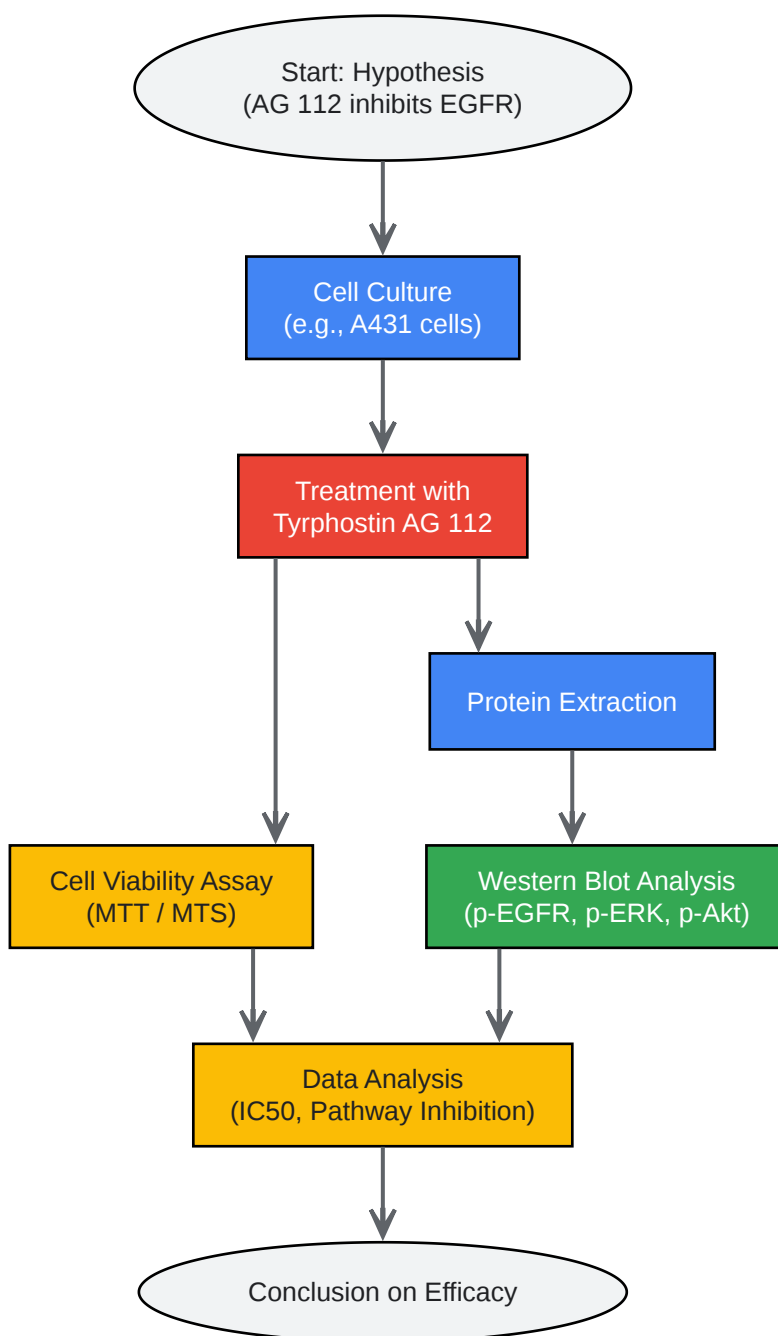 Start: Hypothesis
(AG 112 inhibits EGFR)
Cell Culture
(e.g., A431 cells)
Treatment with
Tyrphostin AG 112
Protein Extraction
Cell Viability Assay
(MTT / MTS)
Western Blot Analysis
(p-EGFR, p-ERK, p-Akt)
Data Analysis
(IC50, Pathway Inhibition)
Conclusion on Efficacy